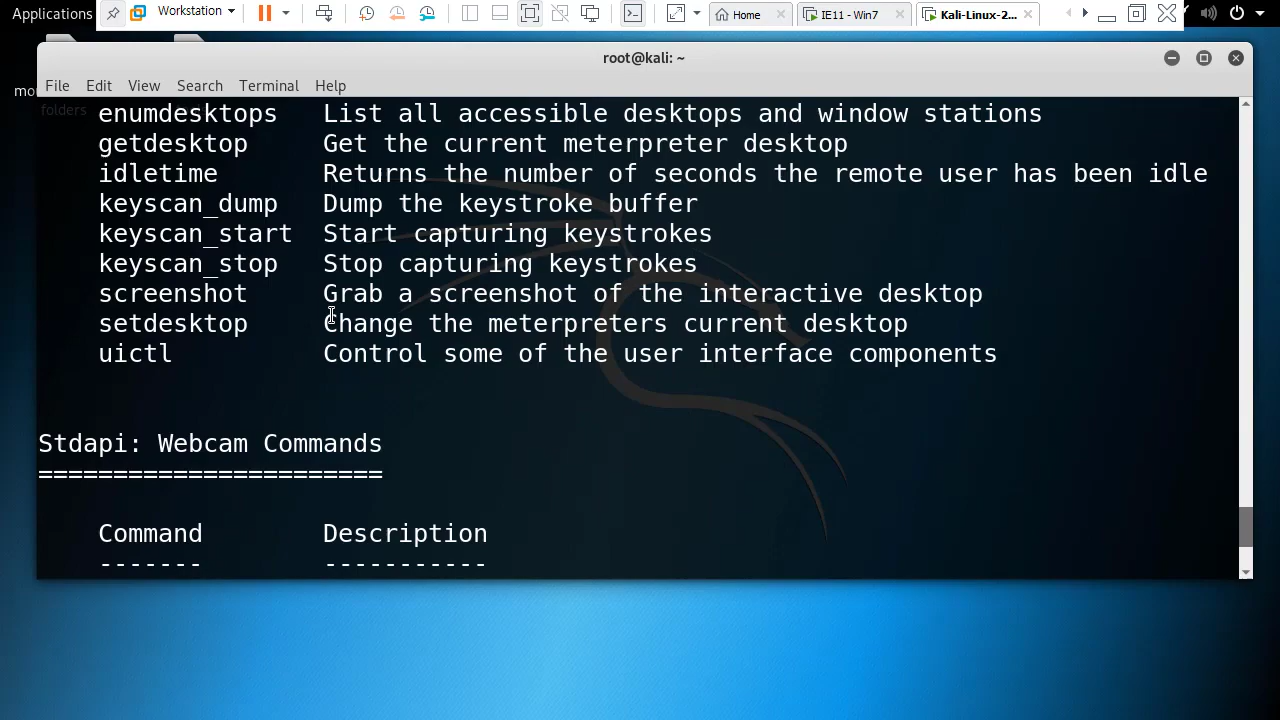 Applications
Workstation
Home
IE11 - Win7
Kali-Linux-2...
root@kali: ~
File Edit View Search Terminal Help
folders
enumdesktops List all accessible desktops and window stations
getdesktop Get the current meterpreter desktop
idletime Returns the number of seconds the remote user has been idle
keyscan_dump Dump the keystroke buffer
keyscan_start Start capturing keystrokes
keyscan_stop Stop capturing keystrokes
screenshot Grab a screenshot of the interactive desktop
setdesktop Change the meterpreters current desktop
uictl Control some of the user interface components
Stdapi: Webcam Commands
=======================
Command Description
------- -----------